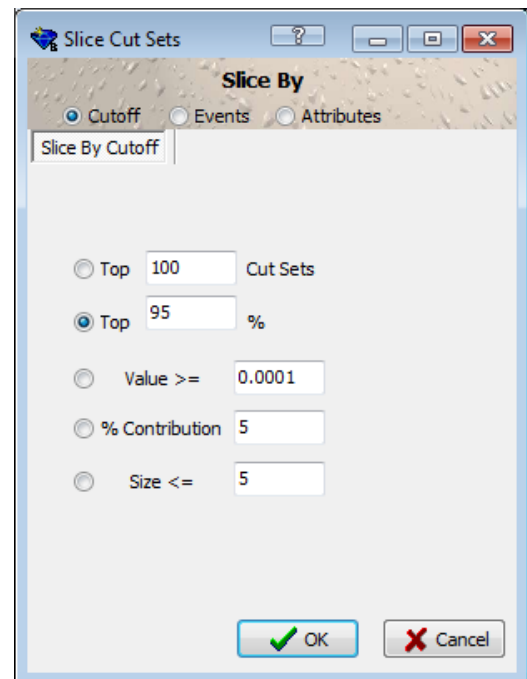 Slice Cut Sets
Slice By
Cutoff Events Attributes
Slice By Cutoff
Top 100 Cut Sets
Top 95 %
Value >= 0.0001
% Contribution 5
Size <= 5
OK Cancel